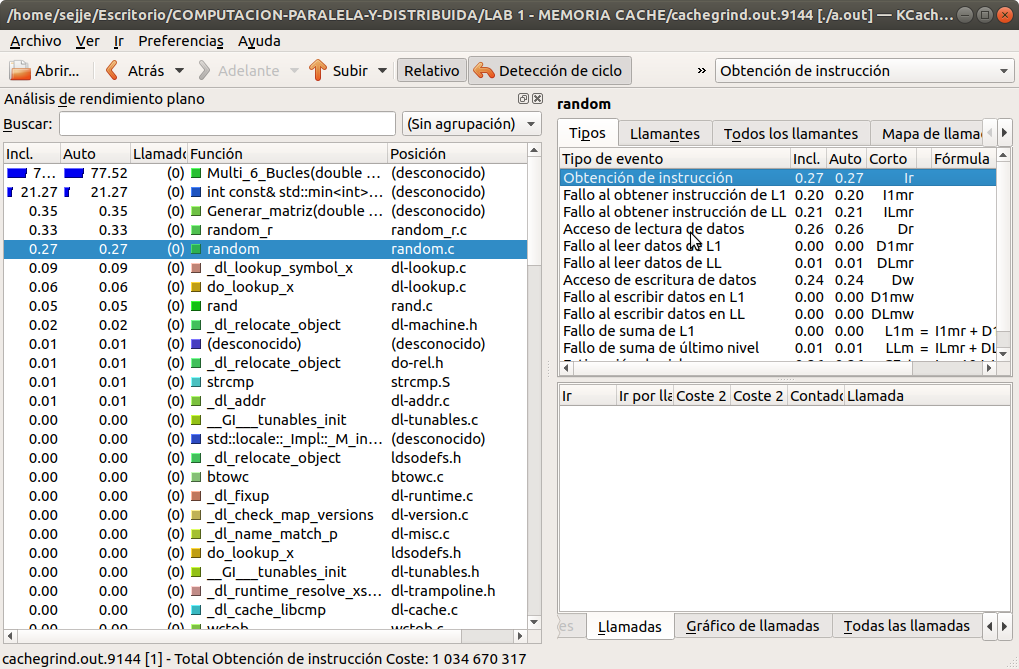 /home/sejje/Escritorio/COMPUTACION-PARALELA-Y-DISTRIBUIDA/LAB 1 - MEMORIA CACHE/cachegrind.out.9144 [./a.out] — KCach...
Archivo Ver Ir Preferencias Ayuda
Abrir... Atrás Adelante Subir Relativo Detección de ciclo » Obtención de instrucción
Análisis de rendimiento plano
Buscar: (Sin agrupación)
Incl. Auto Llamado Función Posición
7... 77.52 (0) Multi_6_Bucles(double ... (desconocido)
21.27 21.27 (0) int const& std::min<int>... (desconocido)
0.35 0.35 (0) Generar_matriz(double ... (desconocido)
0.33 0.33 (0) random_r random_r.c
0.27 0.27 (0) random random.c
0.09 0.09 (0) _dl_lookup_symbol_x dl-lookup.c
0.06 0.06 (0) do_lookup_x dl-lookup.c
0.05 0.05 (0) rand rand.c
0.02 0.02 (0) _dl_relocate_object dl-machine.h
0.01 0.01 (0) (desconocido) (desconocido)
0.01 0.01 (0) _dl_relocate_object do-rel.h
0.01 0.01 (0) strcmp strcmp.S
0.01 0.01 (0) _dl_addr dl-addr.c
0.00 0.00 (0) __GI___tunables_init dl-tunables.c
0.00 0.00 (0) std::locale::_Impl::_M_in... (desconocido)
0.00 0.00 (0) _dl_relocate_object ldsodefs.h
0.00 0.00 (0) btowc btowc.c
0.00 0.00 (0) _dl_fixup dl-runtime.c
0.00 0.00 (0) _dl_check_map_versions dl-version.c
0.00 0.00 (0) _dl_name_match_p dl-misc.c
0.00 0.00 (0) do_lookup_x ldsodefs.h
0.00 0.00 (0) __GI___tunables_init dl-tunables.h
0.00 0.00 (0) _dl_runtime_resolve_xs... dl-trampoline.h
0.00 0.00 (0) _dl_cache_libcmp dl-cache.c
0.00 0.00 (0) wctob wctob.c
random
Tipos Llamantes Todos los llamantes Mapa de llama
Tipo de evento Incl. Auto Corto Fórmula
Obtención de instrucción 0.27 0.27 Ir
Fallo al obtener instrucción de L1 0.20 0.20 I1mr
Fallo al obtener instrucción de LL 0.21 0.21 ILmr
Acceso de lectura de datos 0.26 0.26 Dr
Fallo al leer datos de L1 0.00 0.00 D1mr
Fallo al leer datos de LL 0.01 0.01 DLmr
Acceso de escritura de datos 0.24 0.24 Dw
Fallo al escribir datos en L1 0.00 0.00 D1mw
Fallo al escribir datos en LL 0.00 0.00 DLmw
Fallo de suma de L1 0.00 0.00 L1m = I1mr + D1
Fallo de suma de último nivel 0.01 0.01 LLm = ILmr + DL
Ir Ir por lla Coste 2 Coste 2 Contado Llamada
es Llamadas Gráfico de llamadas Todas las llamadas
cachegrind.out.9144 [1] - Total Obtención de instrucción Coste: 1 034 670 317